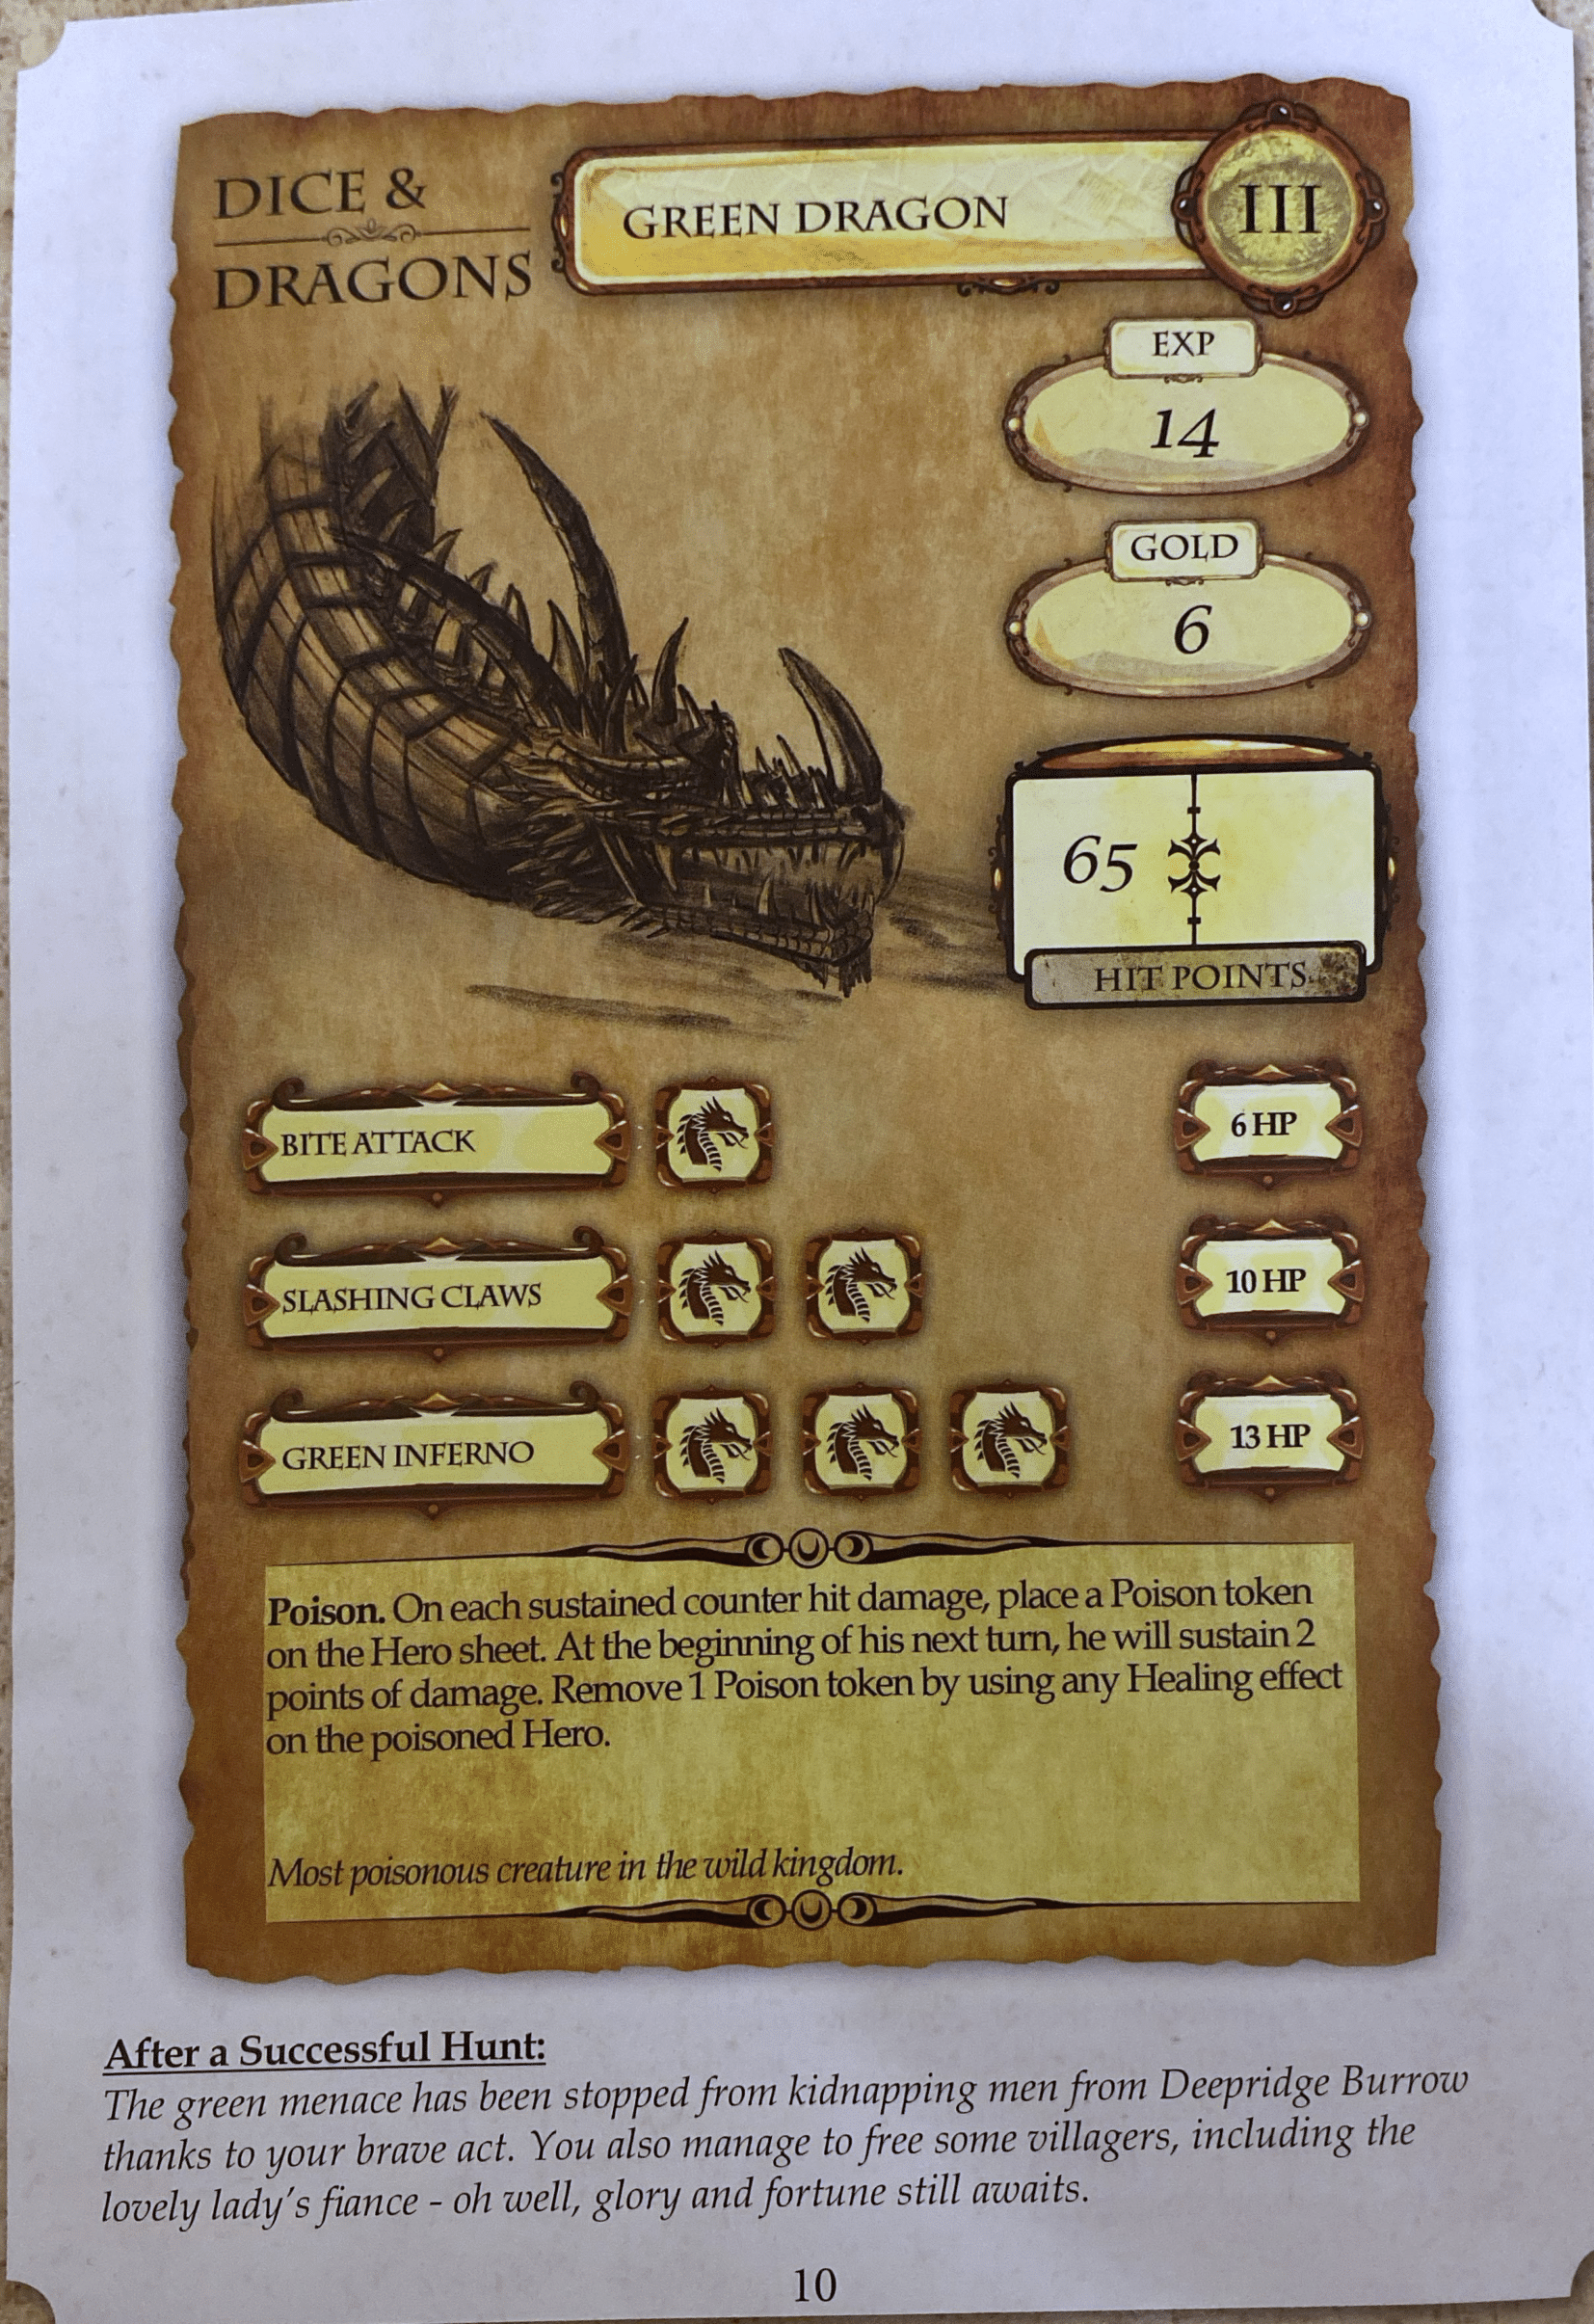 DICE &
DRAGONS
GREEN DRAGON
III
EXP
14
GOLD
6
65
HIT POINTS
BITE ATTACK
6 HP
SLASHING CLAWS
10 HP
GREEN INFERNO
13 HP
Poison. On each sustained counter hit damage, place a Poison token
on the Hero sheet. At the beginning of his next turn, he will sustain 2
points of damage. Remove 1 Poison token by using any Healing effect
on the poisoned Hero.
Most poisonous creature in the wild kingdom.
After a Successful Hunt:
The green menace has been stopped from kidnapping men from Deepridge Burrow
thanks to your brave act. You also manage to free some villagers, including the
lovely lady's fiance - oh well, glory and fortune still awaits.
10